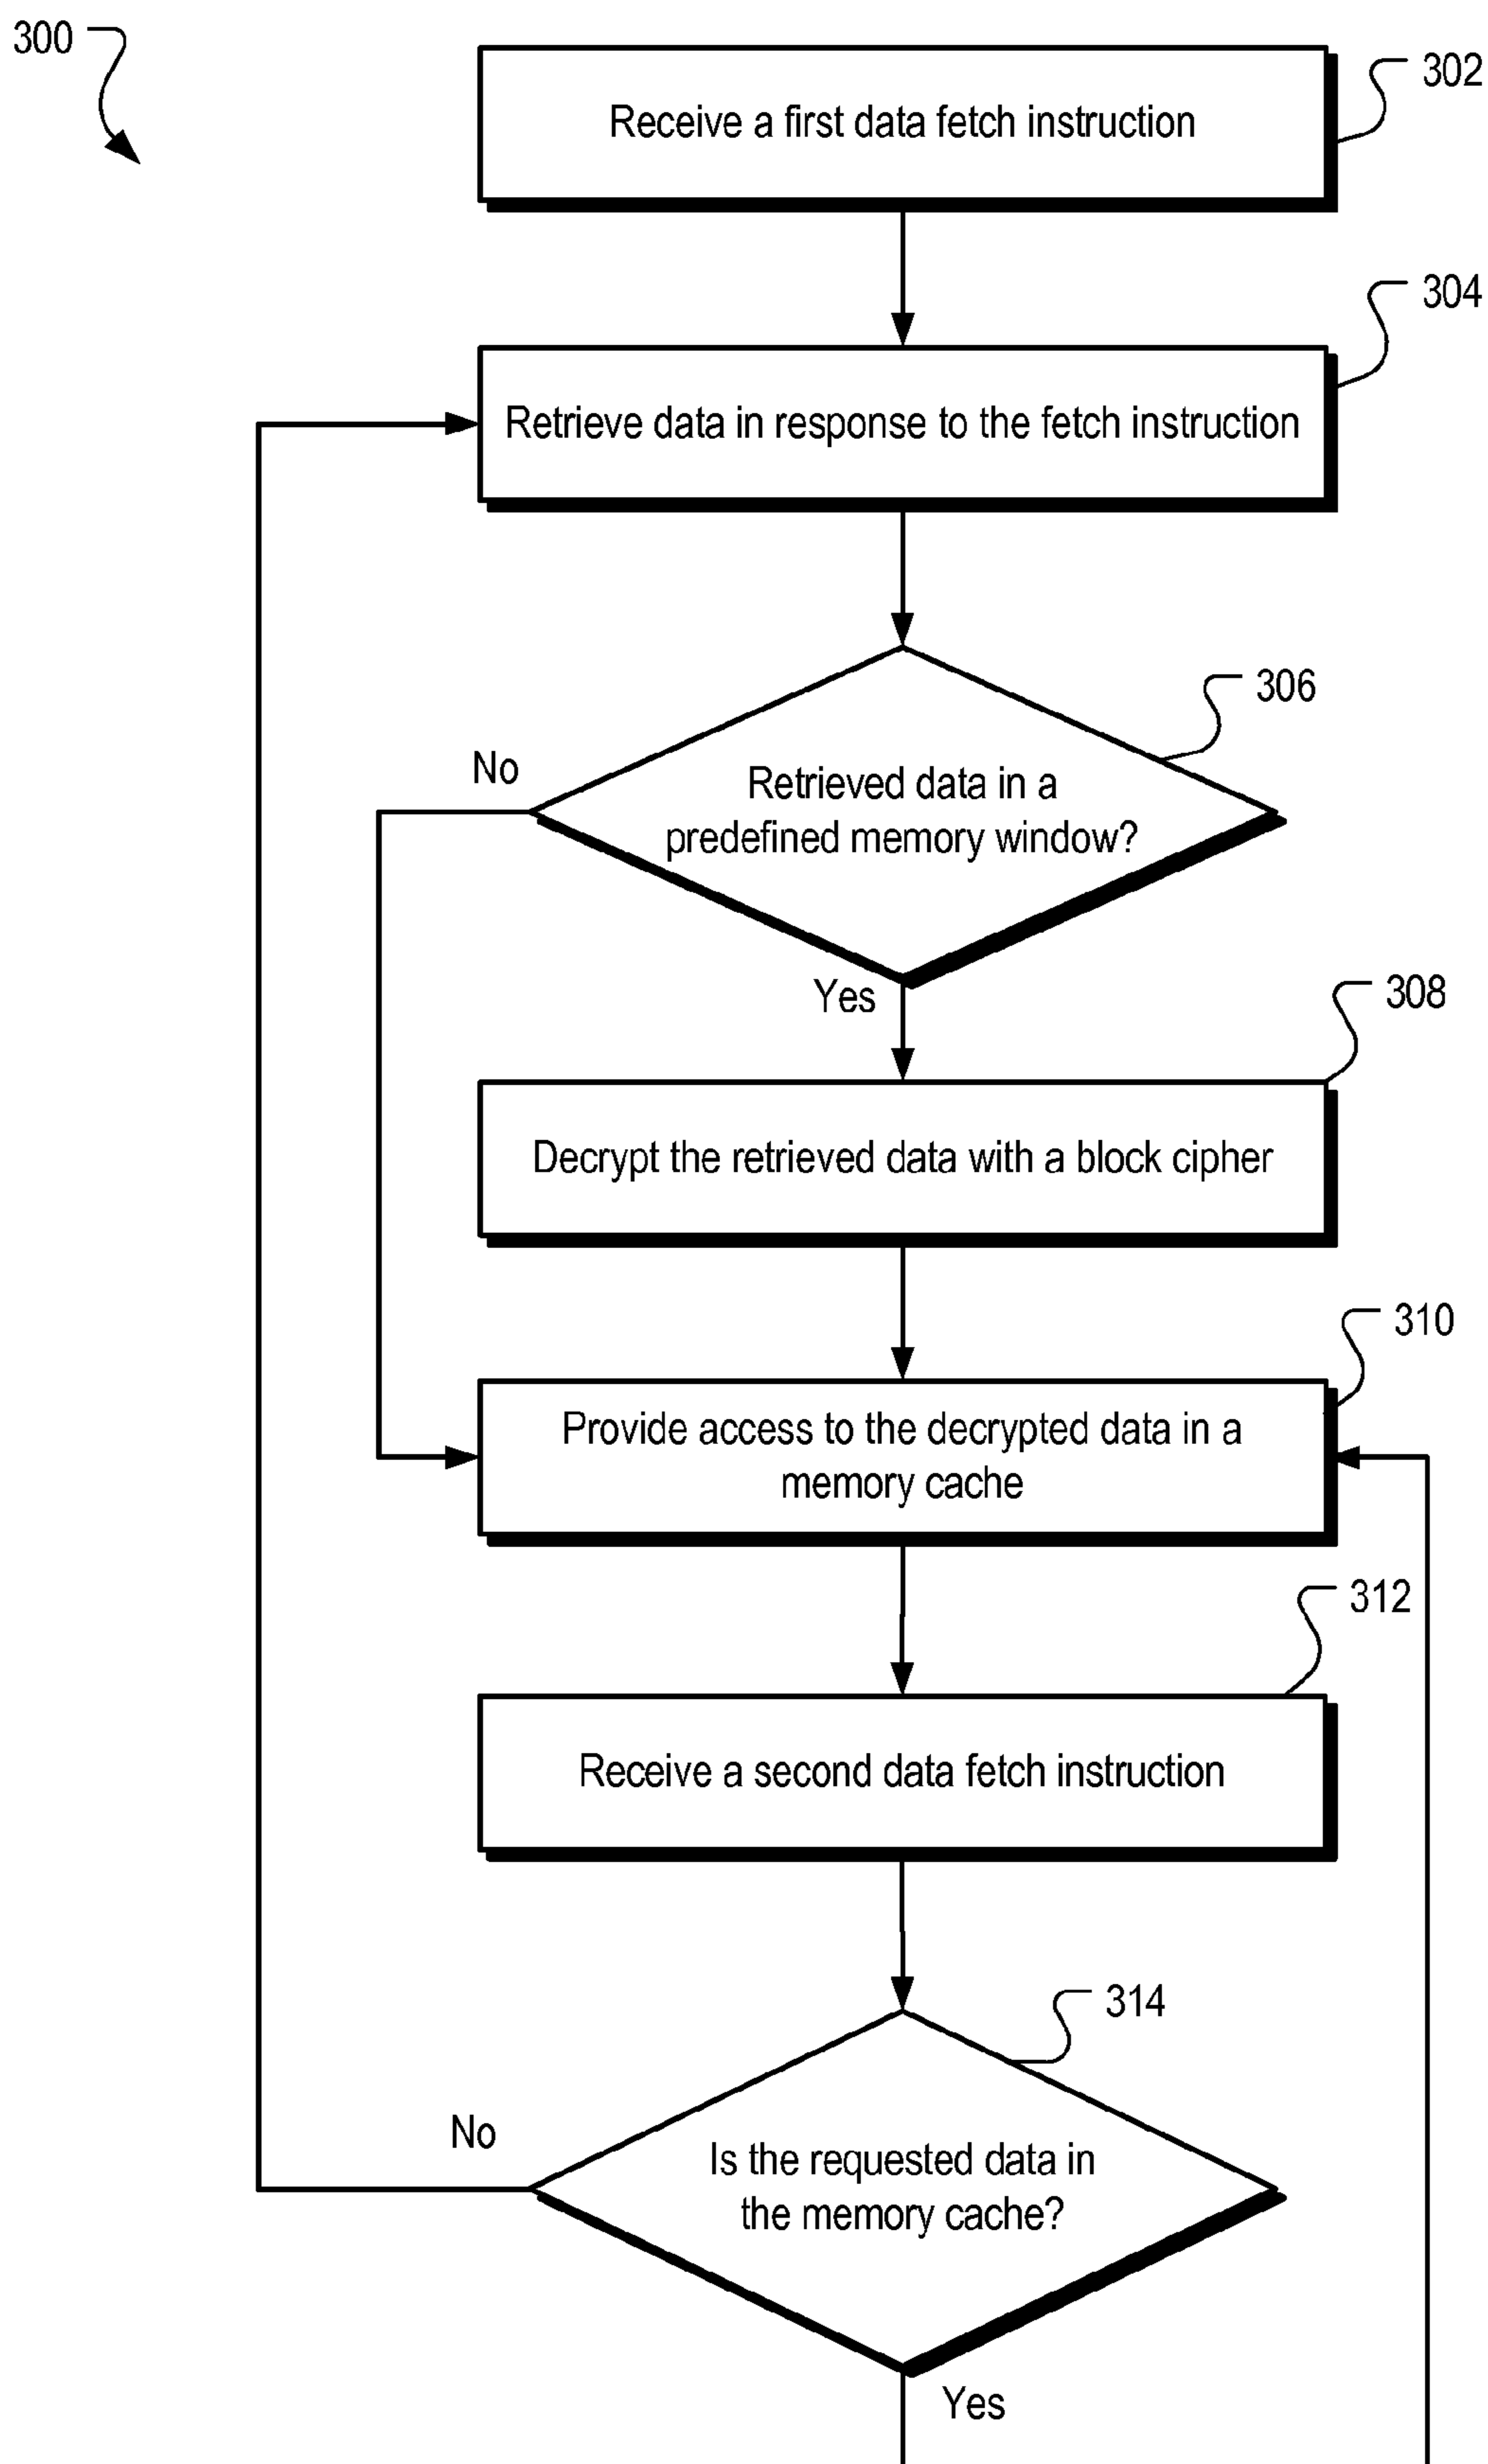 300
302
Receive a first data fetch instruction
304
Retrieve data in response to the fetch instruction
306
No
Retrieved data in a
predefined memory window?
Yes
308
Decrypt the retrieved data with a block cipher
310
Provide access to the decrypted data in a
memory cache
312
Receive a second data fetch instruction
314
No
Is the requested data in
the memory cache?
Yes